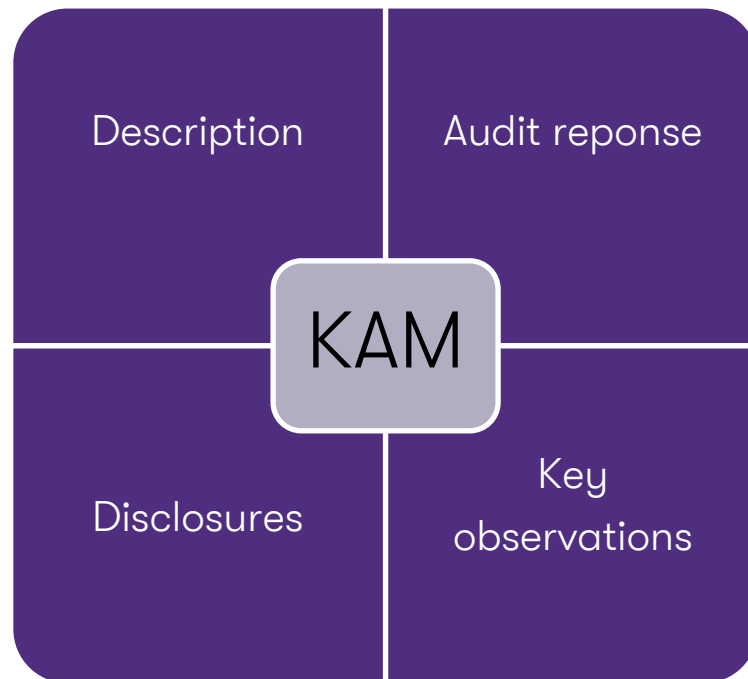 Description
Audit reponse
KAM
Disclosures
Key
observations